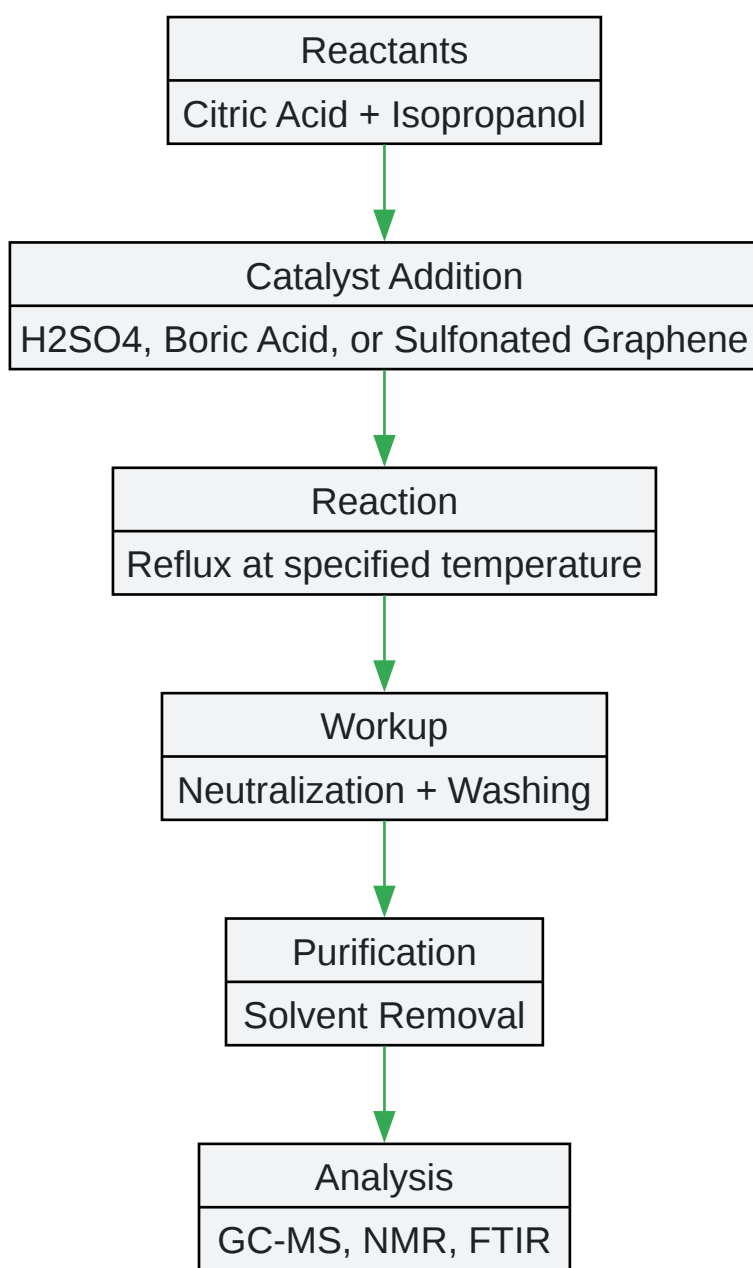 Reactants
Citric Acid + Isopropanol
Catalyst Addition
H2SO4, Boric Acid, or Sulfonated Graphene
Reaction
Reflux at specified temperature
Workup
Neutralization + Washing
Purification
Solvent Removal
Analysis
GC-MS, NMR, FTIR